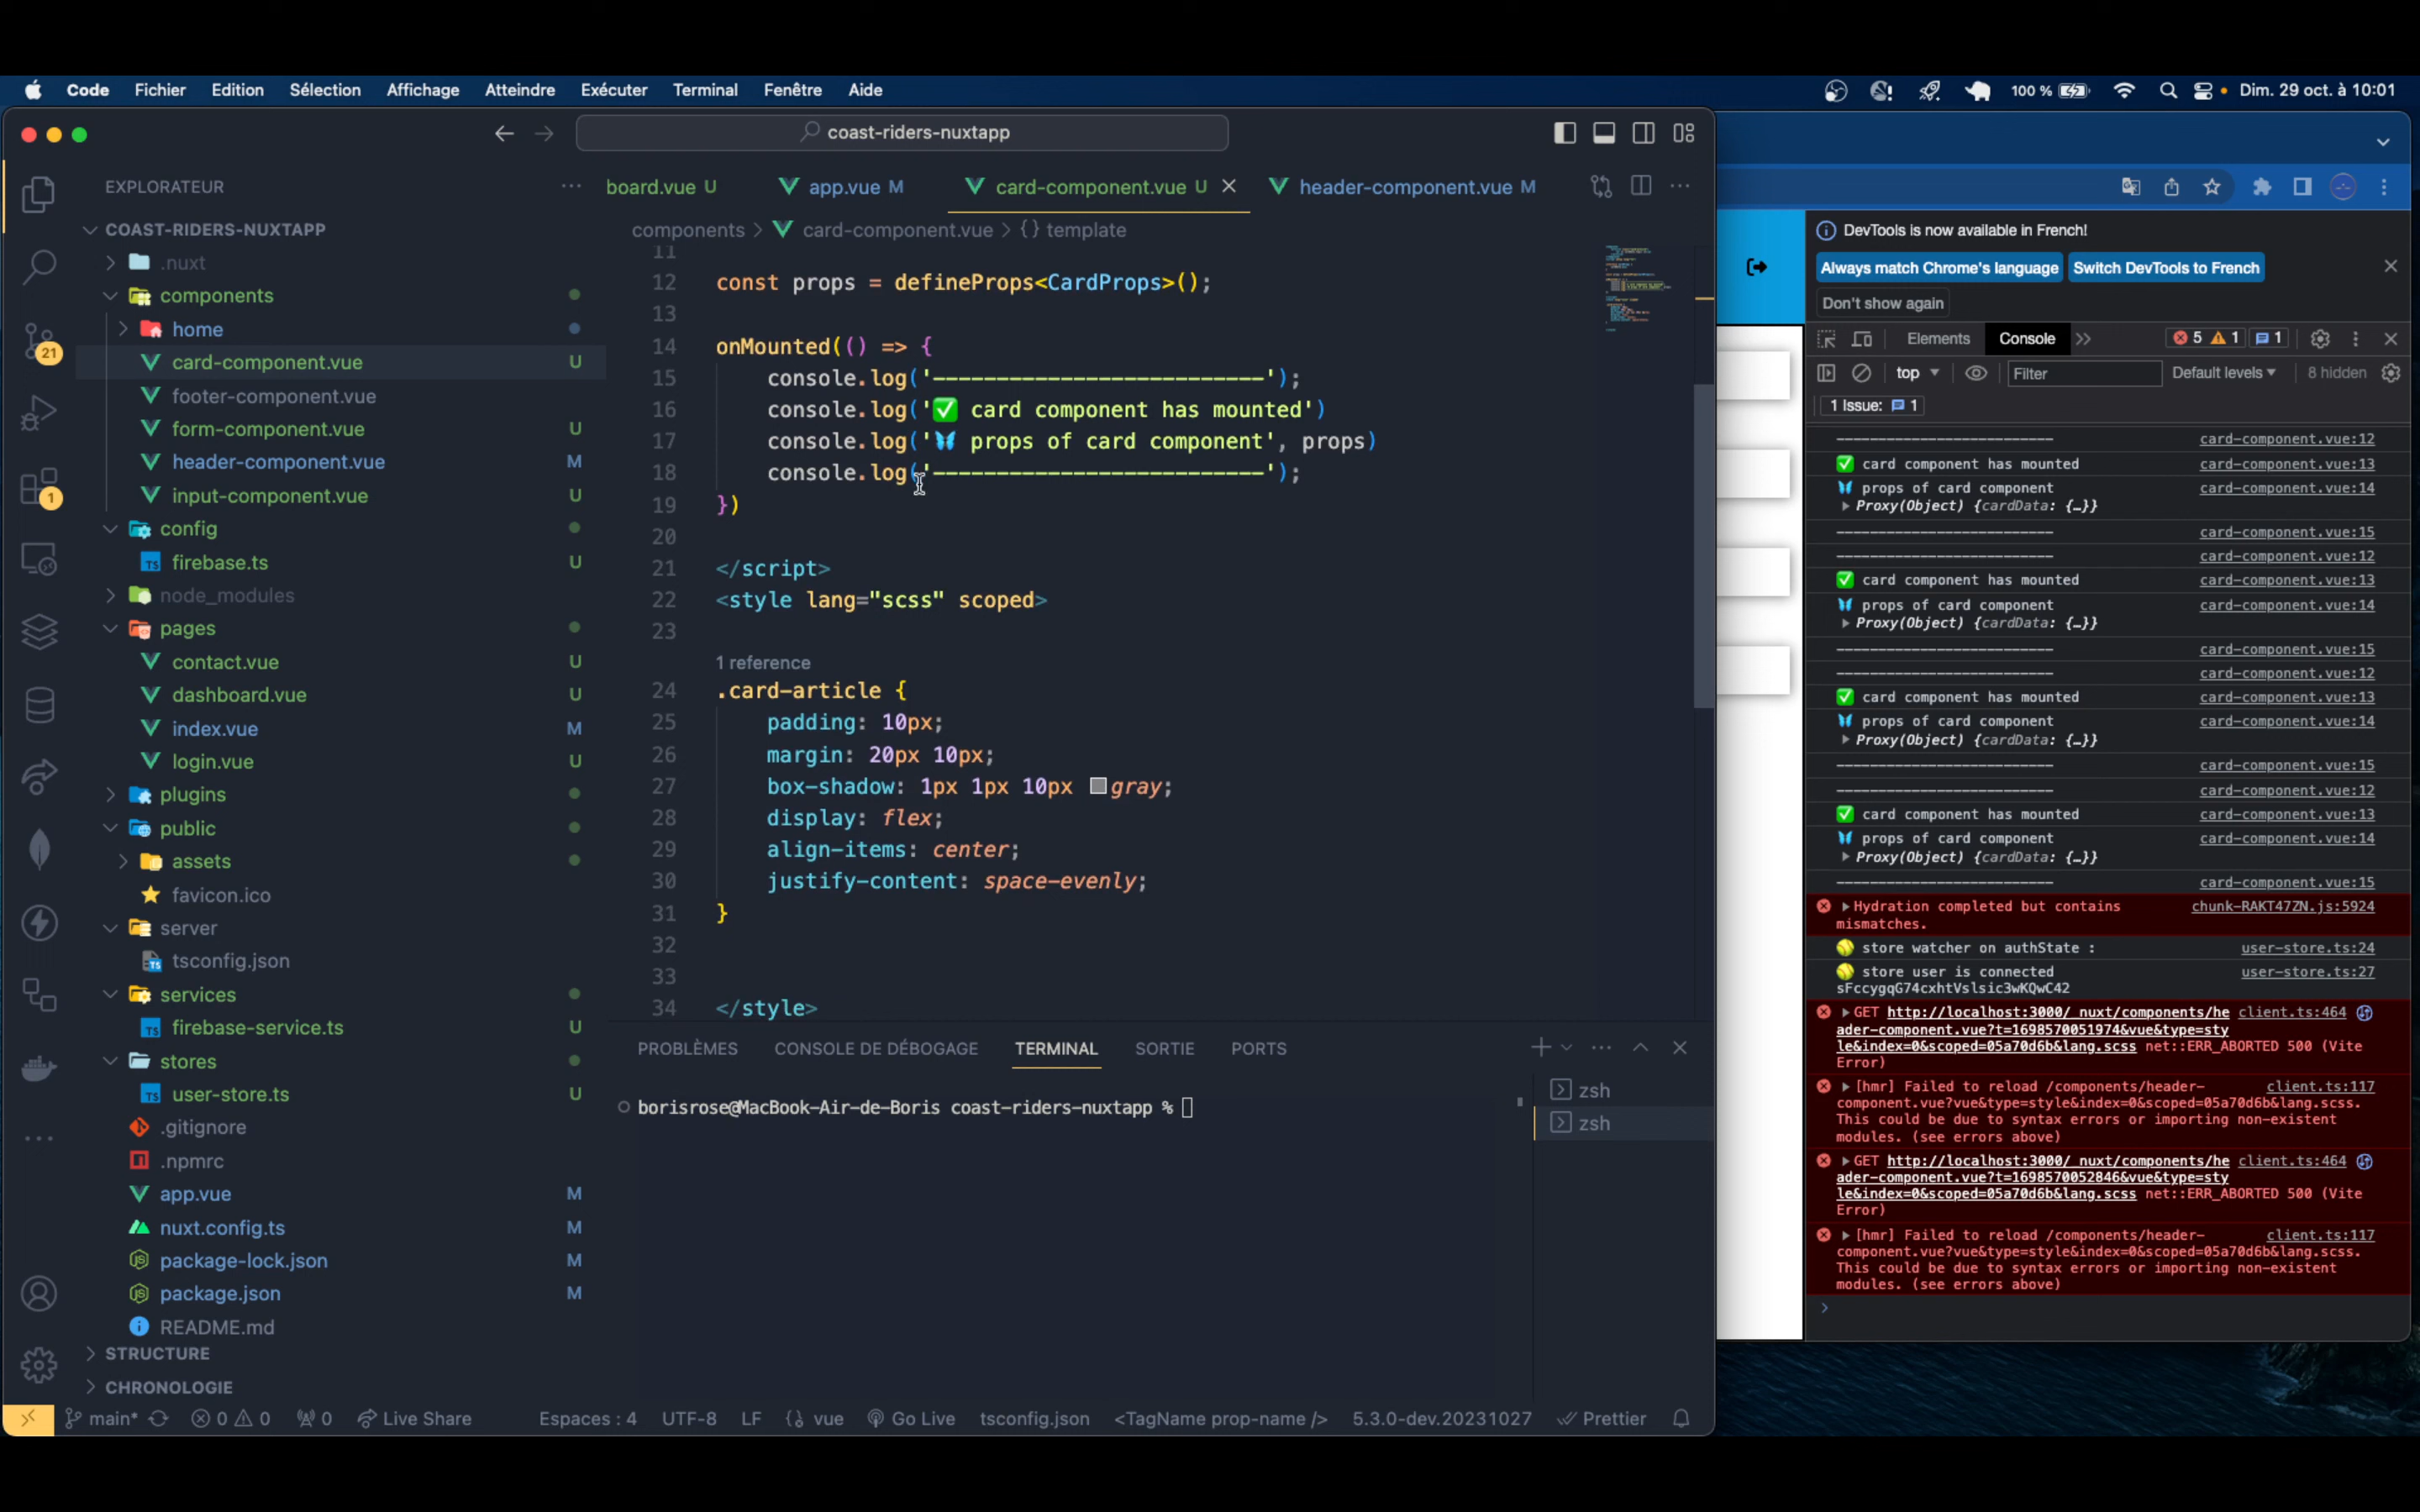 Code Fichier Edition Sélection Affichage Atteindre Exécuter Terminal Fenêtre Aide
100 % Dim. 29 oct. à 10:01
coast-riders-nuxtapp
EXPLORATEUR
COAST-RIDERS-NUXTAPP
.nuxt
components
home
card-component.vue U
footer-component.vue
form-component.vue U
header-component.vue M
input-component.vue U
config
firebase.ts U
node_modules
pages
contact.vue U
dashboard.vue U
index.vue M
login.vue U
plugins
public
assets
favicon.ico
server
tsconfig.json
services
firebase-service.ts U
stores
user-store.ts U
.gitignore
.npmrc
app.vue M
nuxt.config.ts M
package-lock.json M
package.json M
README.md
STRUCTURE
CHRONOLOGIE
21
1
board.vue U app.vue M card-component.vue U header-component.vue M
components > card-component.vue > {} template
11
12 const props = defineProps<CardProps>();
13
14 onMounted(() => {
15 console.log('--------------------------');
16 console.log('✅ card component has mounted')
17 console.log('🦋 props of card component', props)
18 console.log('--------------------------');
19 })
20
21 </script>
22 <style lang="scss" scoped>
23
1 reference
24 .card-article {
25 padding: 10px;
26 margin: 20px 10px;
27 box-shadow: 1px 1px 10px gray;
28 display: flex;
29 align-items: center;
30 justify-content: space-evenly;
31 }
32
33
34 </style>
PROBLÈMES CONSOLE DE DÉBOGAGE TERMINAL SORTIE PORTS
borisrose@MacBook-Air-de-Boris coast-riders-nuxtapp %
zsh
zsh
main* 0 0 0 Live Share Espaces : 4 UTF-8 LF vue Go Live tsconfig.json <TagName prop-name /> 5.3.0-dev.20231027 Prettier
DevTools is now available in French!
Always match Chrome's language Switch DevTools to French
Don't show again
Elements Console 5 1 1
top Filter Default levels 8 hidden
1 Issue: 1
-------------------------- card-component.vue:12
✅ card component has mounted card-component.vue:13
🦋 props of card component card-component.vue:14
Proxy(Object) {cardData: {…}}
-------------------------- card-component.vue:15
-------------------------- card-component.vue:12
✅ card component has mounted card-component.vue:13
🦋 props of card component card-component.vue:14
Proxy(Object) {cardData: {…}}
-------------------------- card-component.vue:15
-------------------------- card-component.vue:12
✅ card component has mounted card-component.vue:13
🦋 props of card component card-component.vue:14
Proxy(Object) {cardData: {…}}
-------------------------- card-component.vue:15
-------------------------- card-component.vue:12
✅ card component has mounted card-component.vue:13
🦋 props of card component card-component.vue:14
Proxy(Object) {cardData: {…}}
-------------------------- card-component.vue:15
Hydration completed but contains chunk-RAKT47ZN.js:5924
mismatches.
🥎 store watcher on authState : user-store.ts:24
🥎 store user is connected user-store.ts:27
sFccygqG74cxhtVslsic3wKQwC42
GET http://localhost:3000/_nuxt/components/he client.ts:464
ader-component.vue?t=1698570051974&vue&type=sty
le&index=0&scoped=05a70d6b&lang.scss net::ERR_ABORTED 500 (Vite
Error)
[hmr] Failed to reload /components/header- client.ts:117
component.vue?vue&type=style&index=0&scoped=05a70d6b&lang.scss.
This could be due to syntax errors or importing non-existent
modules. (see errors above)
GET http://localhost:3000/_nuxt/components/he client.ts:464
ader-component.vue?t=1698570052846&vue&type=sty
le&index=0&scoped=05a70d6b&lang.scss net::ERR_ABORTED 500 (Vite
Error)
[hmr] Failed to reload /components/header- client.ts:117
component.vue?vue&type=style&index=0&scoped=05a70d6b&lang.scss.
This could be due to syntax errors or importing non-existent
modules. (see errors above)